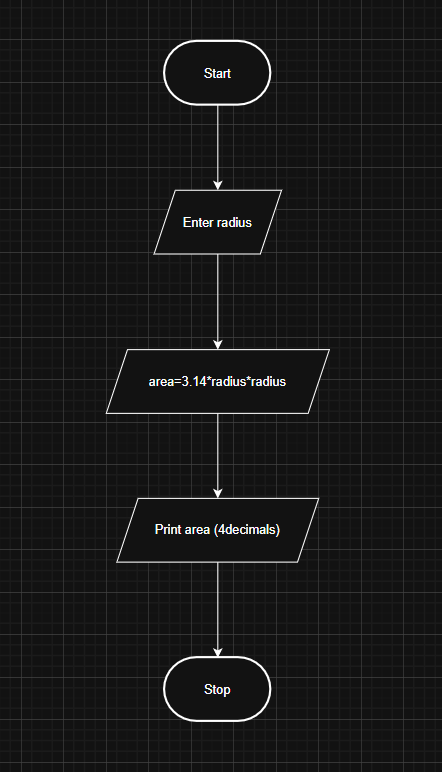 Start
Enter radius
area=3.14*radius*radius
Print area (4decimals)
Stop